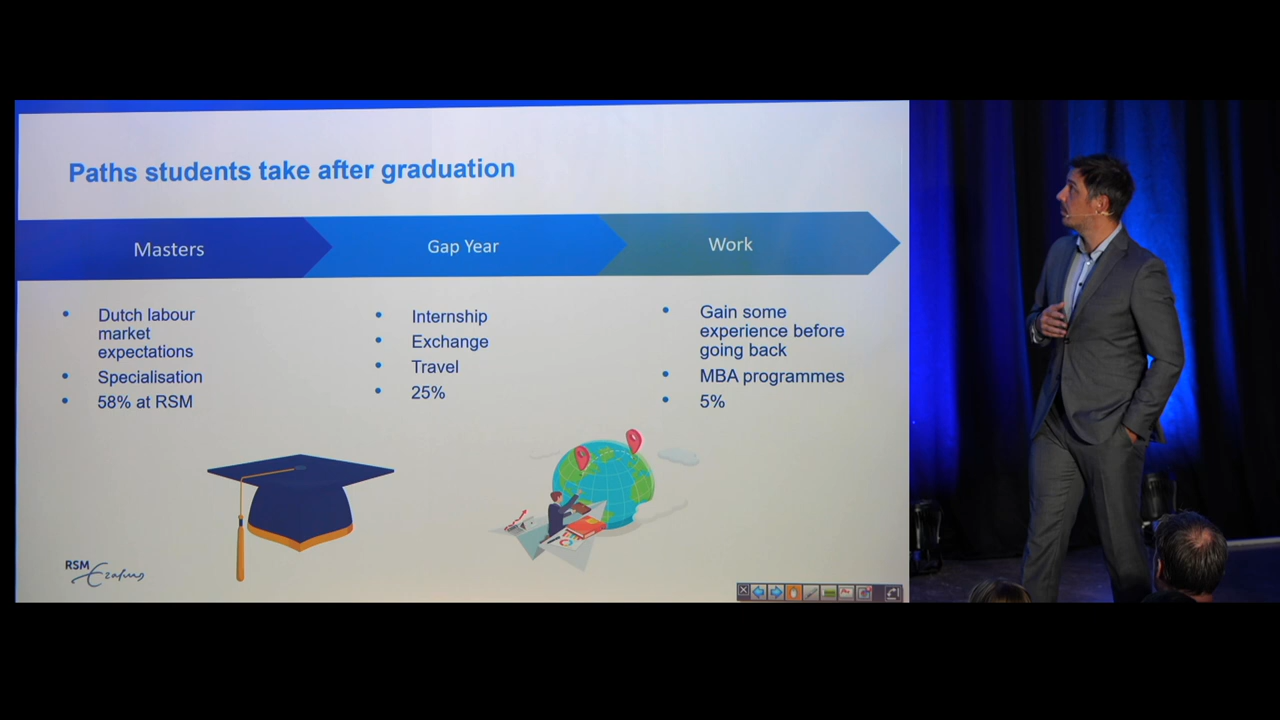 Paths students take after graduation
Masters
Gap Year
Work
Dutch labour
market
expectations
Specialisation
58% at RSM
Internship
Exchange
Travel
25%
Gain some
experience before
going back
MBA programmes
5%
RSM
Erasmus